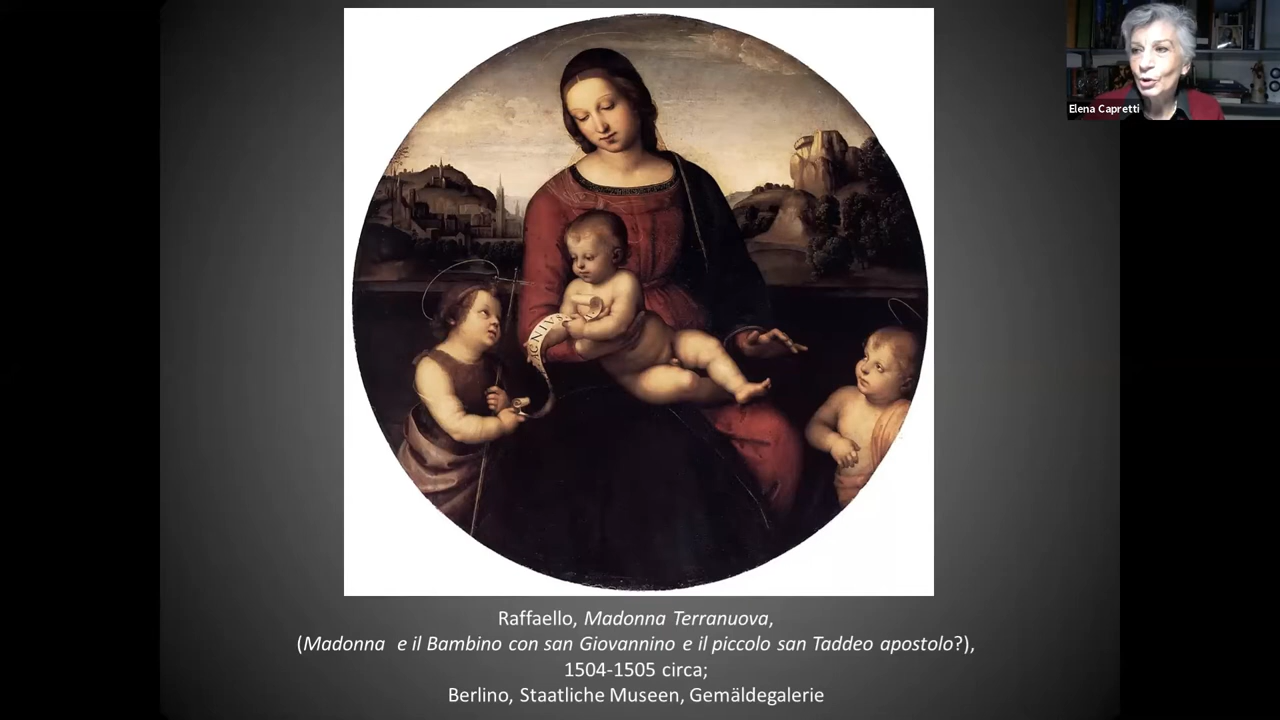 Elena Capretti
AGNIVS
Raffaello, Madonna Terranuova,
(Madonna e il Bambino con san Giovannino e il piccolo san Taddeo apostolo?),
1504-1505 circa;
Berlino, Staatliche Museen, Gemäldegalerie